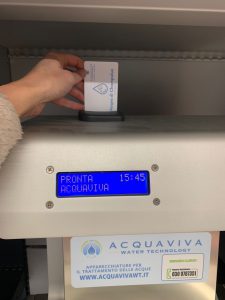 PRONTA 15:45
ACQUAVIVA
ACQUAVIVA
WATER TECHNOLOGY
APPARECCHIATURE PER
IL TRATTAMENTO DELLE ACQUE
WWW.ACQUAVIVAWT.IT